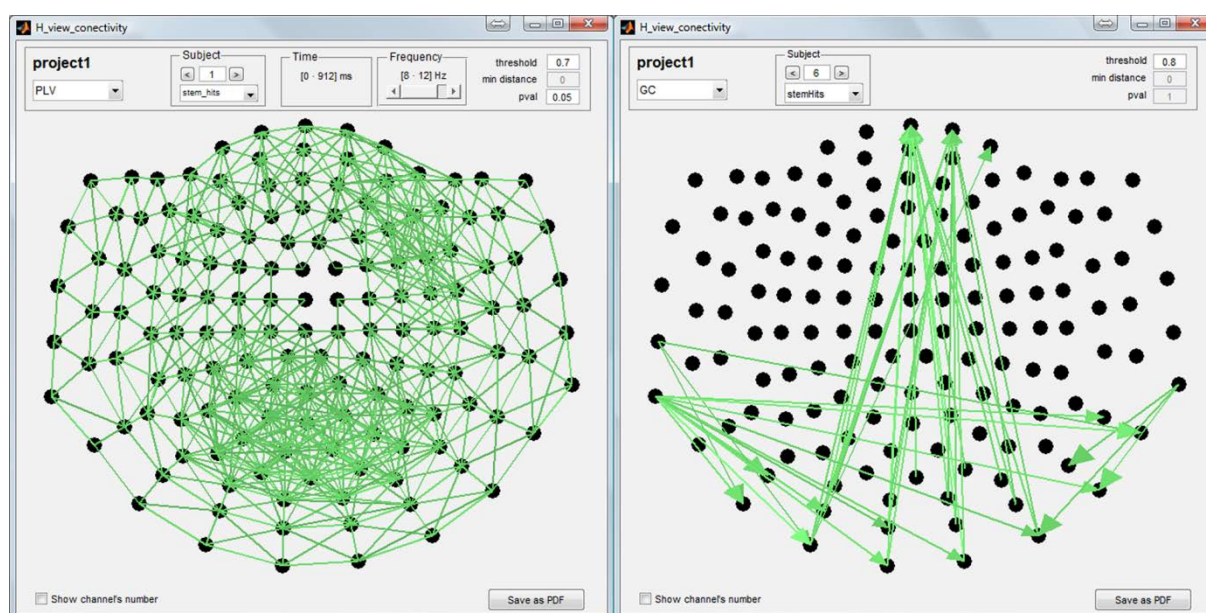 H_view_conectivity
project1
PLV
Subject
< 1 >
stem_hits
Time
[0 - 912] ms
Frequency
[8 - 12] Hz
threshold 0.7
min distance 0
pval 0.05
Show channel's number
Save as PDF
H_view_conectivity
project1
GC
Subject
< 6 >
stemHits
threshold 0.8
min distance 0
pval 1
Show channel's number
Save as PDF